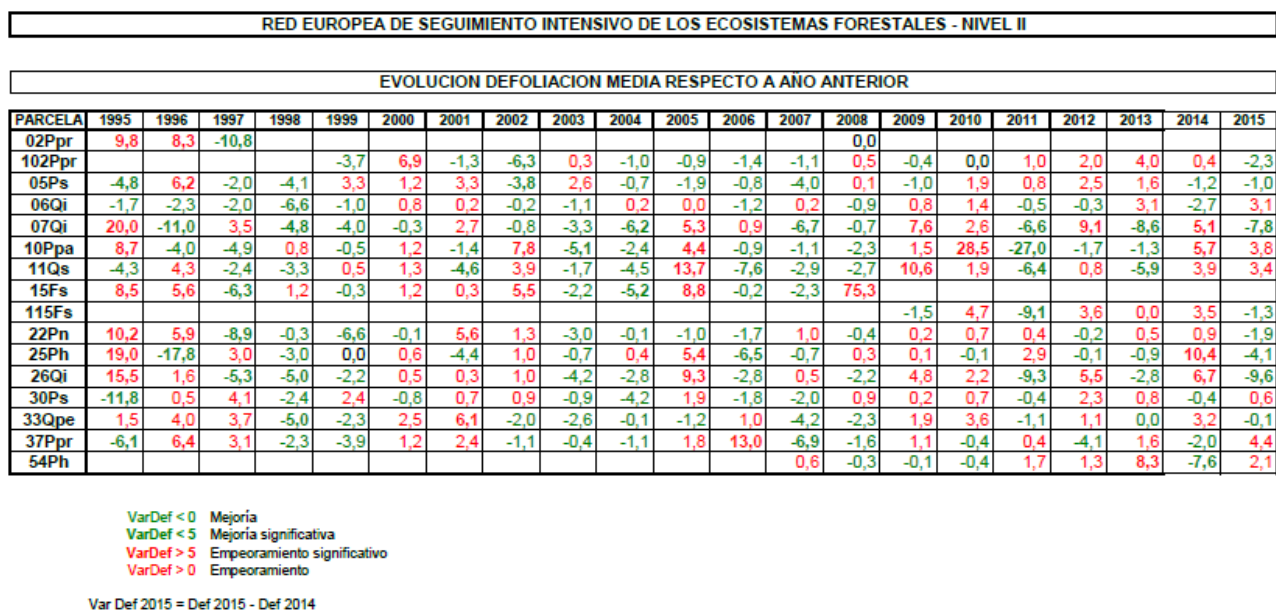 RED EUROPEA DE SEGUIMIENTO INTENSIVO DE LOS ECOSISTEMAS FORESTALES - NIVEL II
EVOLUCION DEFOLIACION MEDIA RESPECTO A AÑO ANTERIOR
PARCELA 1995 1996 1997 1998 1999 2000 2001 2002 2003 2004 2005 2006 2007 2008 2009 2010 2011 2012 2013 2014 2015
02Ppr 9,8 8,3 -10,8 0,0
102Ppr -3,7 6,9 -1,3 -6,3 0,3 -1,0 -0,9 -1,4 -1,1 0,5 -0,4 0,0 1,0 2,0 4,0 0,4 -2,3
05Ps -4,8 6,2 -2,0 -4,1 3,3 1,2 3,3 -3,8 2,6 -0,7 -1,9 -0,8 -4,0 0,1 -1,0 1,9 0,8 2,5 1,6 -1,2 -1,0
06Qi -1,7 -2,3 -2,0 -6,6 -1,0 0,8 0,2 -0,2 -1,1 0,2 0,0 -1,2 0,2 -0,9 0,8 1,4 -0,5 -0,3 3,1 -2,7 3,1
07Qi 20,0 -11,0 3,5 -4,8 -4,0 -0,3 2,7 -0,8 -3,3 -6,2 5,3 0,9 -6,7 -0,7 7,6 2,6 -6,6 9,1 -8,6 5,1 -7,8
10Ppa 8,7 -4,0 -4,9 0,8 -0,5 1,2 -1,4 7,8 -5,1 -2,4 4,4 -0,9 -1,1 -2,3 1,5 28,5 -27,0 -1,7 -1,3 5,7 3,8
11Qs -4,3 4,3 -2,4 -3,3 0,5 1,3 -4,6 3,9 -1,7 -4,5 13,7 -7,6 -2,9 -2,7 10,6 1,9 -6,4 0,8 -5,9 3,9 3,4
15Fs 8,5 5,6 -6,3 1,2 -0,3 1,2 0,3 5,5 -2,2 -5,2 8,8 -0,2 -2,3 75,3
115Fs -1,5 4,7 -9,1 3,6 0,0 3,5 -1,3
22Pn 10,2 5,9 -8,9 -0,3 -6,6 -0,1 5,6 1,3 -3,0 -0,1 -1,0 -1,7 1,0 -0,4 0,2 0,7 0,4 -0,2 0,5 0,9 -1,9
25Ph 19,0 -17,8 3,0 -3,0 0,0 0,6 -4,4 1,0 -0,7 0,4 5,4 -6,5 -0,7 0,3 0,1 -0,1 2,9 -0,1 -0,9 10,4 -4,1
26Qi 15,5 1,6 -5,3 -5,0 -2,2 0,5 0,3 1,0 -4,2 -2,8 9,3 -2,8 0,5 -2,2 4,8 2,2 -9,3 5,5 -2,8 6,7 -9,6
30Ps -11,8 0,5 4,1 -2,4 2,4 -0,8 0,7 0,9 -0,9 -4,2 1,9 -1,8 -2,0 0,9 0,2 0,7 -0,4 2,3 0,8 -0,4 0,6
33Qpe 1,5 4,0 3,7 -5,0 -2,3 2,5 6,1 -2,0 -2,6 -0,1 -1,2 1,0 -4,2 -2,3 1,9 3,6 -1,1 1,1 0,0 3,2 -0,1
37Ppr -6,1 6,4 3,1 -2,3 -3,9 1,2 2,4 -1,1 -0,4 -1,1 1,8 13,0 -6,9 -1,6 1,1 -0,4 0,4 -4,1 1,6 -2,0 4,4
54Ph 0,6 -0,3 -0,1 -0,4 1,7 1,3 8,3 -7,6 2,1
VarDef < 0 Mejoría
VarDef < 5 Mejoría significativa
VarDef > 5 Empeoramiento significativo
VarDef > 0 Empeoramiento
Var Def 2015 = Def 2015 - Def 2014